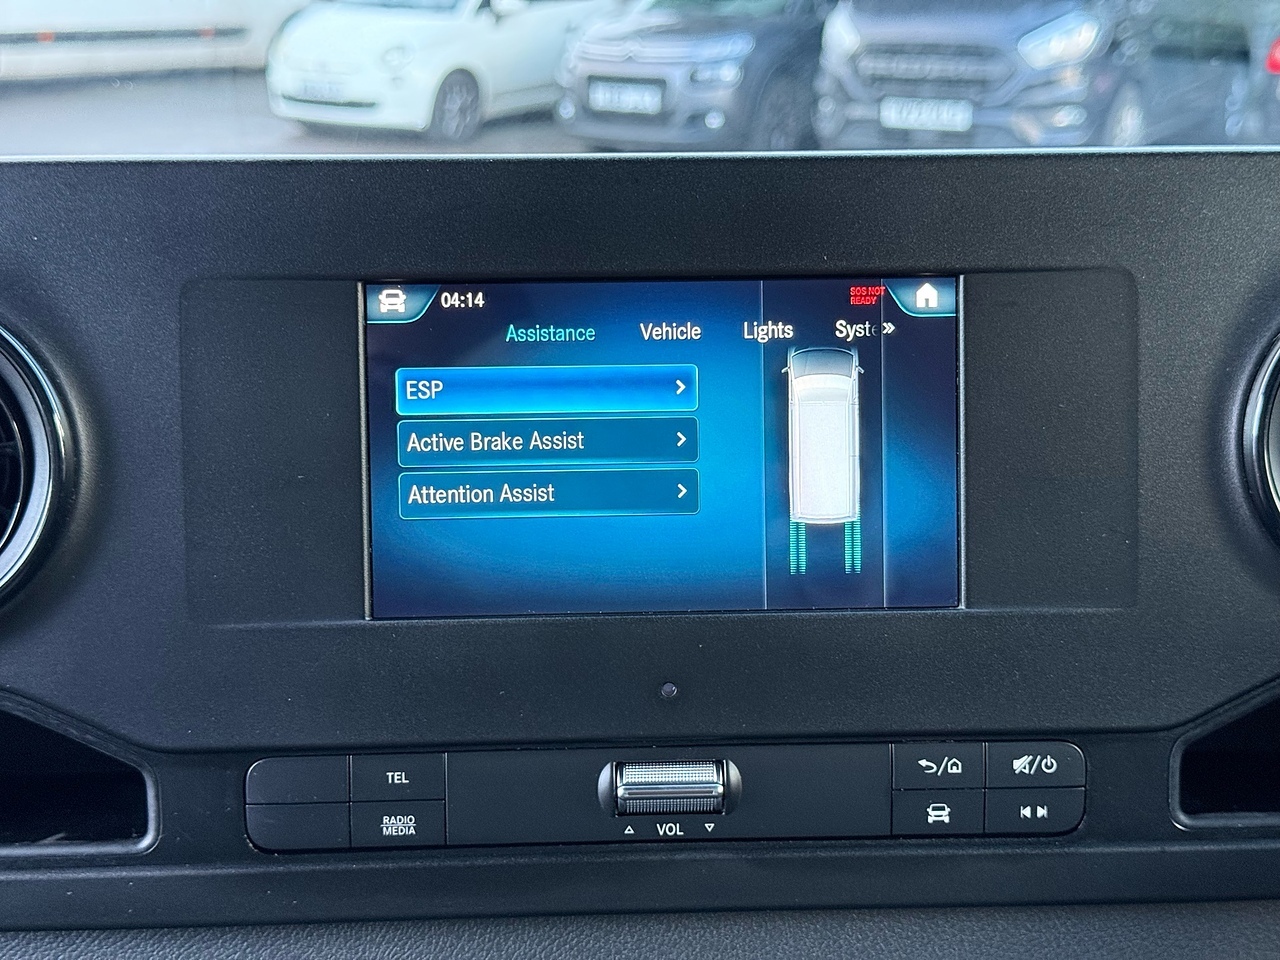 04:14
SOS NOT
READY
Assistance Vehicle Lights Syste »
ESP
Active Brake Assist
Attention Assist
TEL
RADIO
MEDIA
VOL